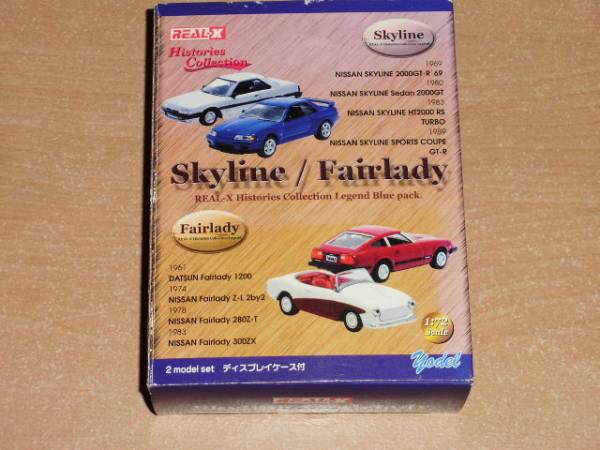 REAL-X
Histories
Collection
Skyline
1969
NISSAN SKYLINE 2000GT-R '69
1980
NISSAN SKYLINE Sedan 2000GT
1983
NISSAN SKYLINE HT2000 RS
TURBO
1989
NISSAN SKYLINE SPORTS COUPE
GT-R
Skyline / Fairlady
REAL-X Histories Collection Legend Blue pack.
Fairlady
1961
DATSUN Fairlady 1200
1974
NISSAN Fairlady Z-L 2by2
1978
NISSAN Fairlady 280Z-T
1983
NISSAN Fairlady 300ZX
1:72
Scale
Yodel
2 model set ディスプレイケース付
REAL-X